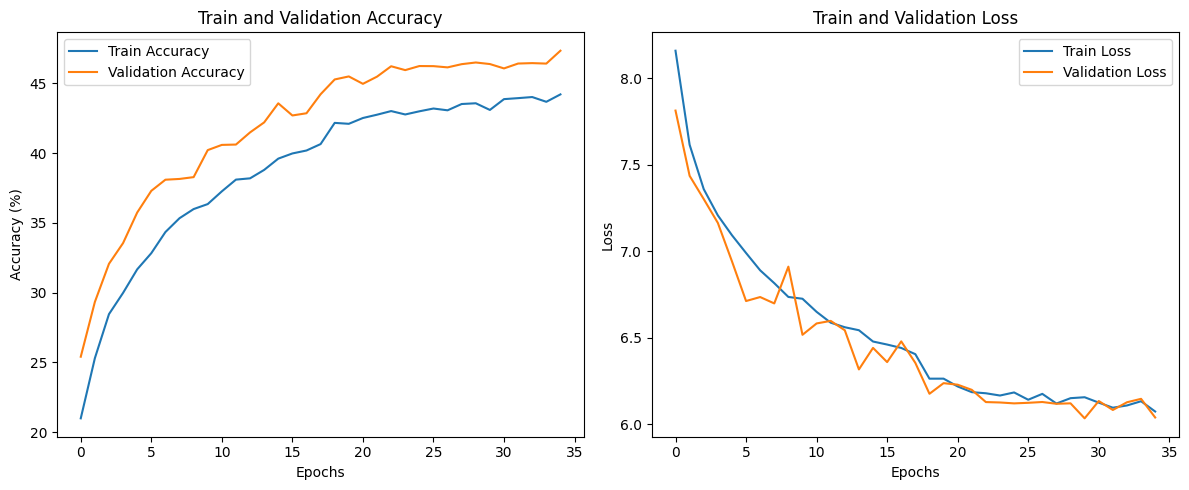 Train and Validation Accuracy
Train Accuracy
Validation Accuracy
45
40
35
30
25
20
Accuracy (%)
0 5 10 15 20 25 30 35
Epochs
Train and Validation Loss
Train Loss
Validation Loss
8.0
7.5
7.0
6.5
6.0
Loss
0 5 10 15 20 25 30 35
Epochs